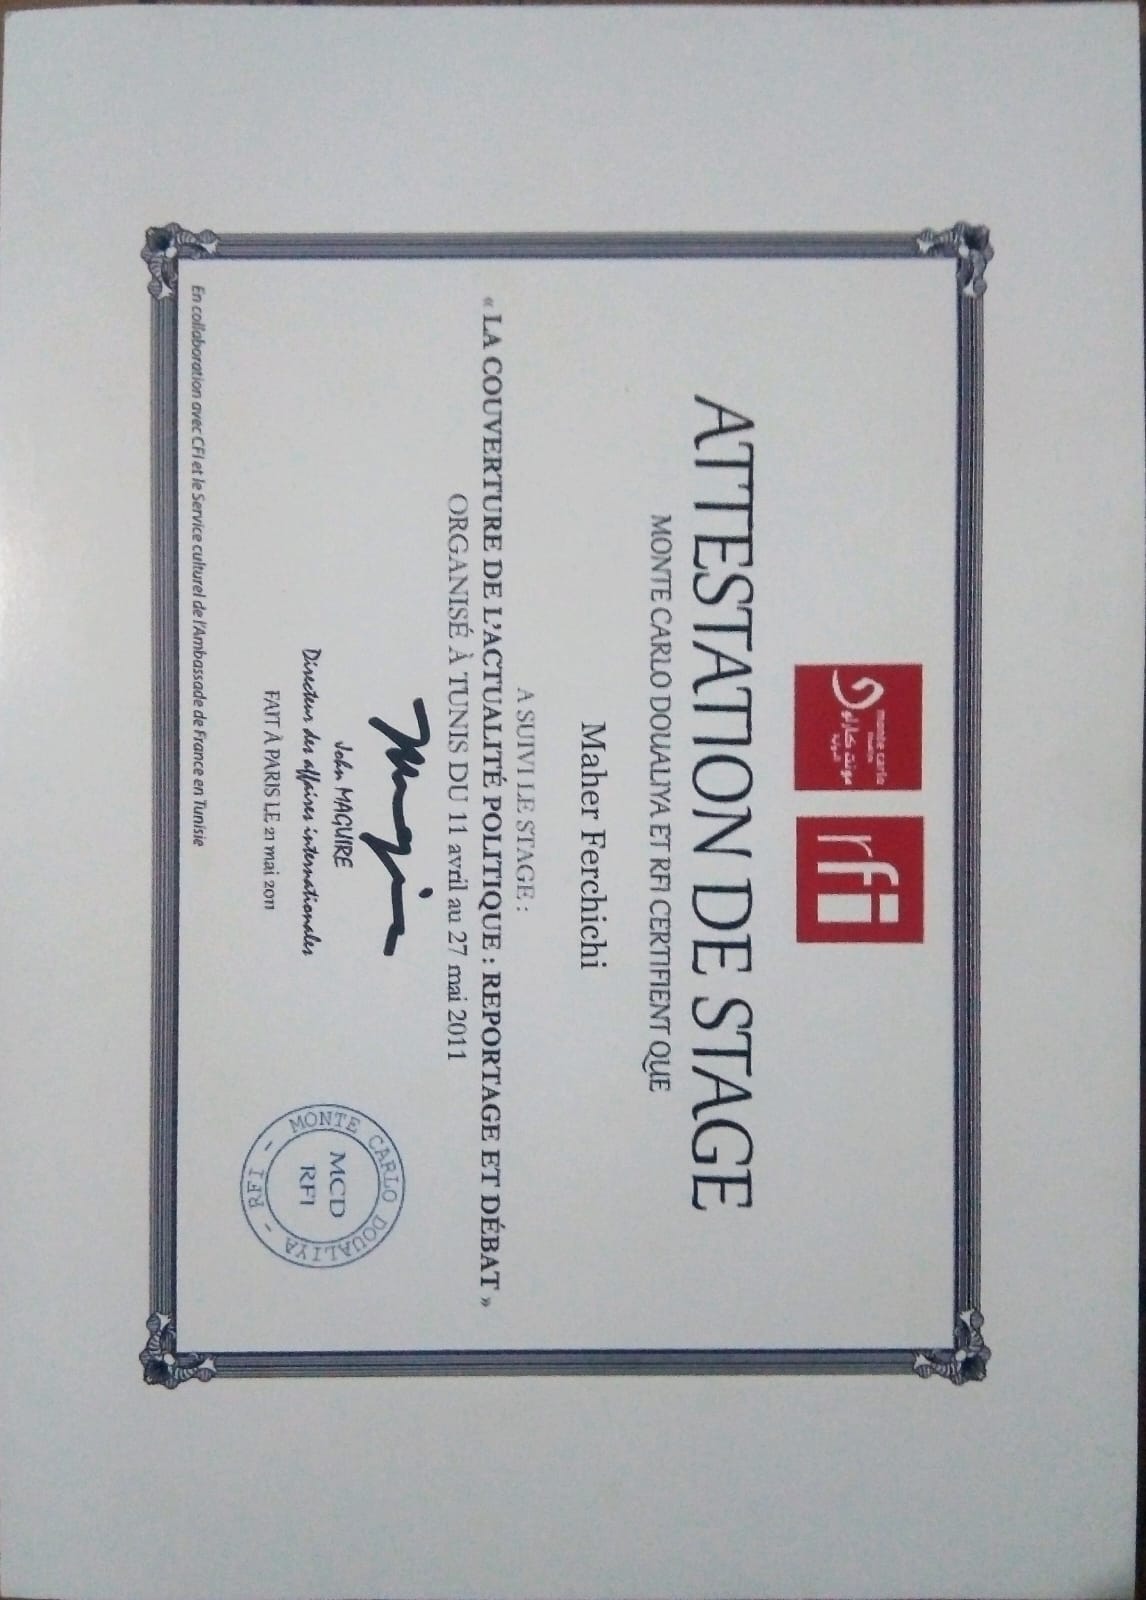 monte carlo
doualiya
مونت كارلو
الدولية
rfi
ATTESTATION DE STAGE
MONTE CARLO DOUALIYA ET RFI CERTIFIENT QUE
Maher Ferchichi
A SUIVI LE STAGE :
« LA COUVERTURE DE L'ACTUALITÉ POLITIQUE : REPORTAGE ET DÉBAT »
ORGANISÉ À TUNIS DU 11 avril au 27 mai 2011
John MAGUIRE
Directeur des affaires internationales
FAIT À PARIS LE 21 mai 2011
MONTE CARLO DOUALIYA - RFI -
MCD
RFI
En collaboration avec CFI et le Service culturel de l'Ambassade de France en Tunisie